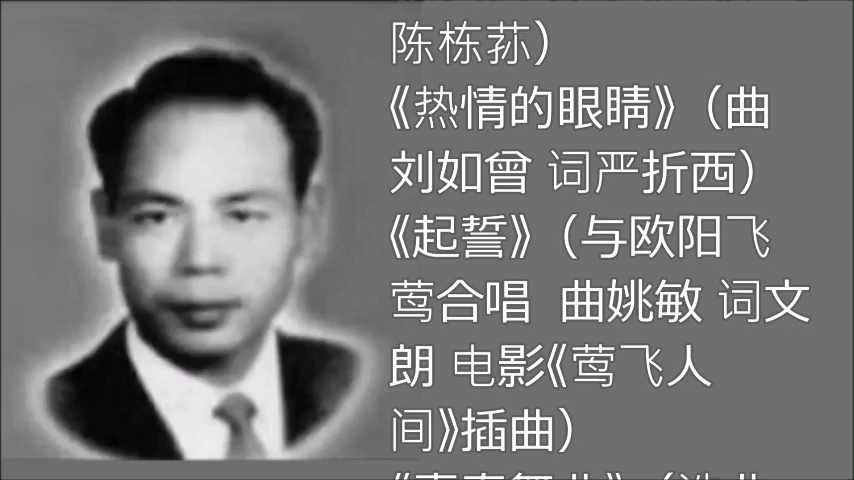 陈栋荪）
《热情的眼睛》（曲
刘如曾 词严折西）
《起誓》（与欧阳飞
莺合唱 曲姚敏 词文
朗 电影《莺飞人
间》插曲）